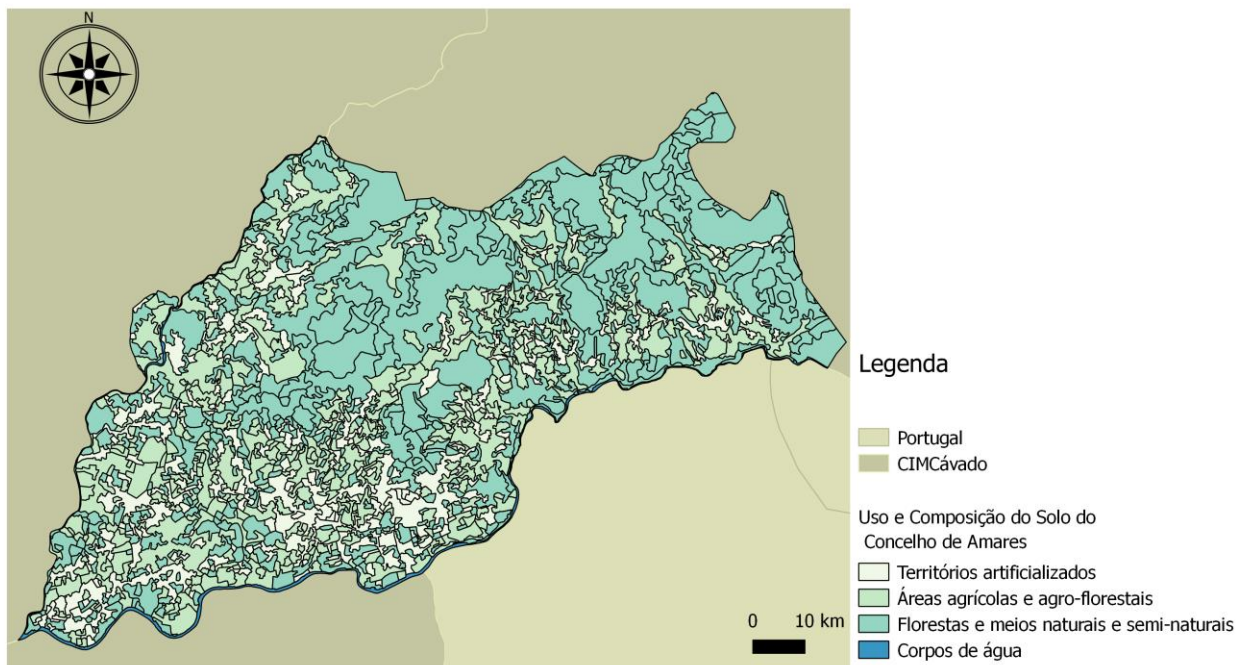 N
Legenda
Portugal
CIMCávado
Uso e Composição do Solo do
Concelho de Amares
Territórios artificializados
Áreas agrícolas e agro-florestais
Florestas e meios naturais e semi-naturais
Corpos de água
0 10 km